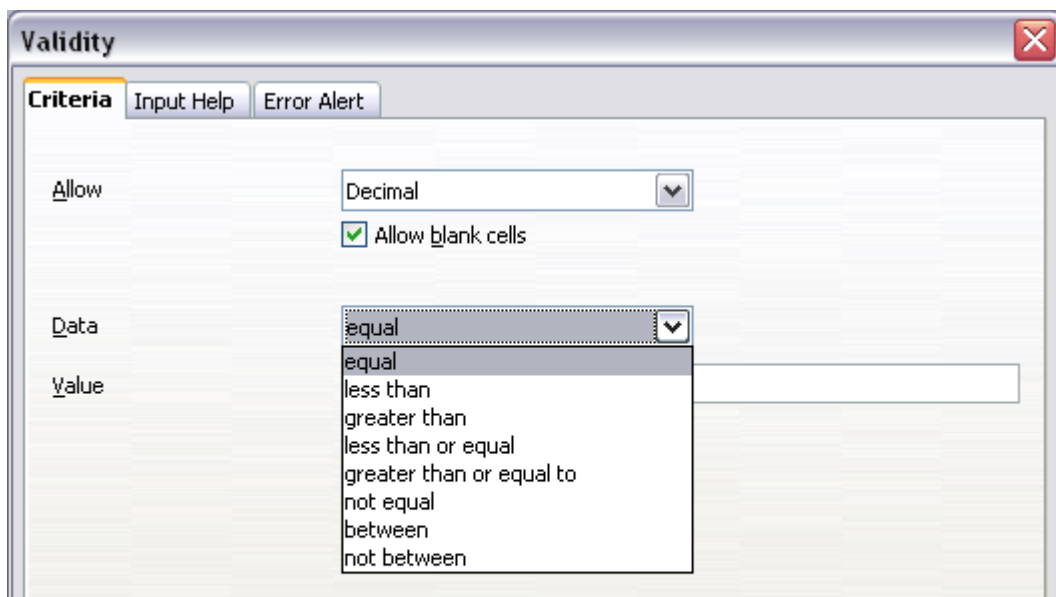 Validity
Criteria Input Help Error Alert
Allow Decimal
Allow blank cells
Data equal
equal
Value
less than
greater than
less than or equal
greater than or equal to
not equal
between
not between